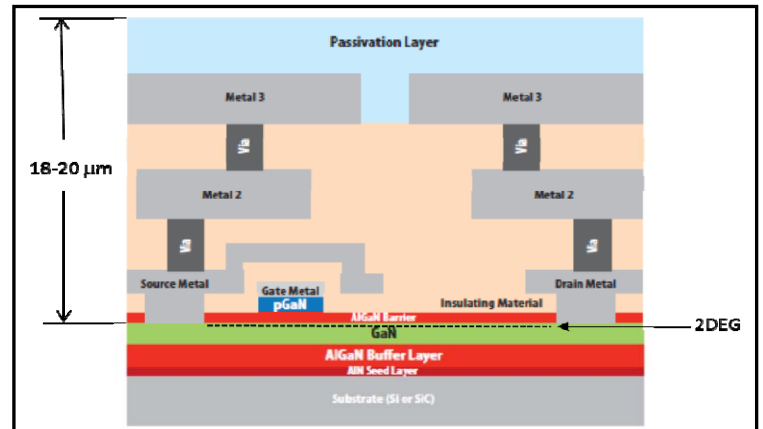 Passivation Layer
Metal 3 Metal 3
Via Via
18-20 µm
Metal 2 Metal 2
Via Via
Source Metal Drain Metal
Gate Metal
pGaN Insulating Material
AlGaN Barrier
2DEG
GaN
AlGaN Buffer Layer
AlN Seed Layer
Substrate (Si or SiC)